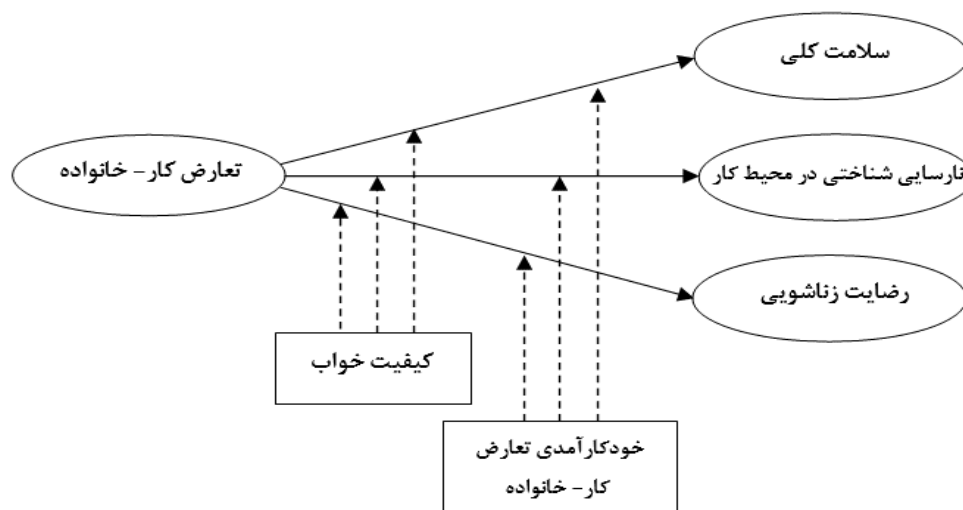 سلامت کلی
تعارض کار- خانواده
نارسایی شناختی در محیط کار
رضایت زناشویی
کیفیت خواب
خودکارآمدی تعارض
کار- خانواده